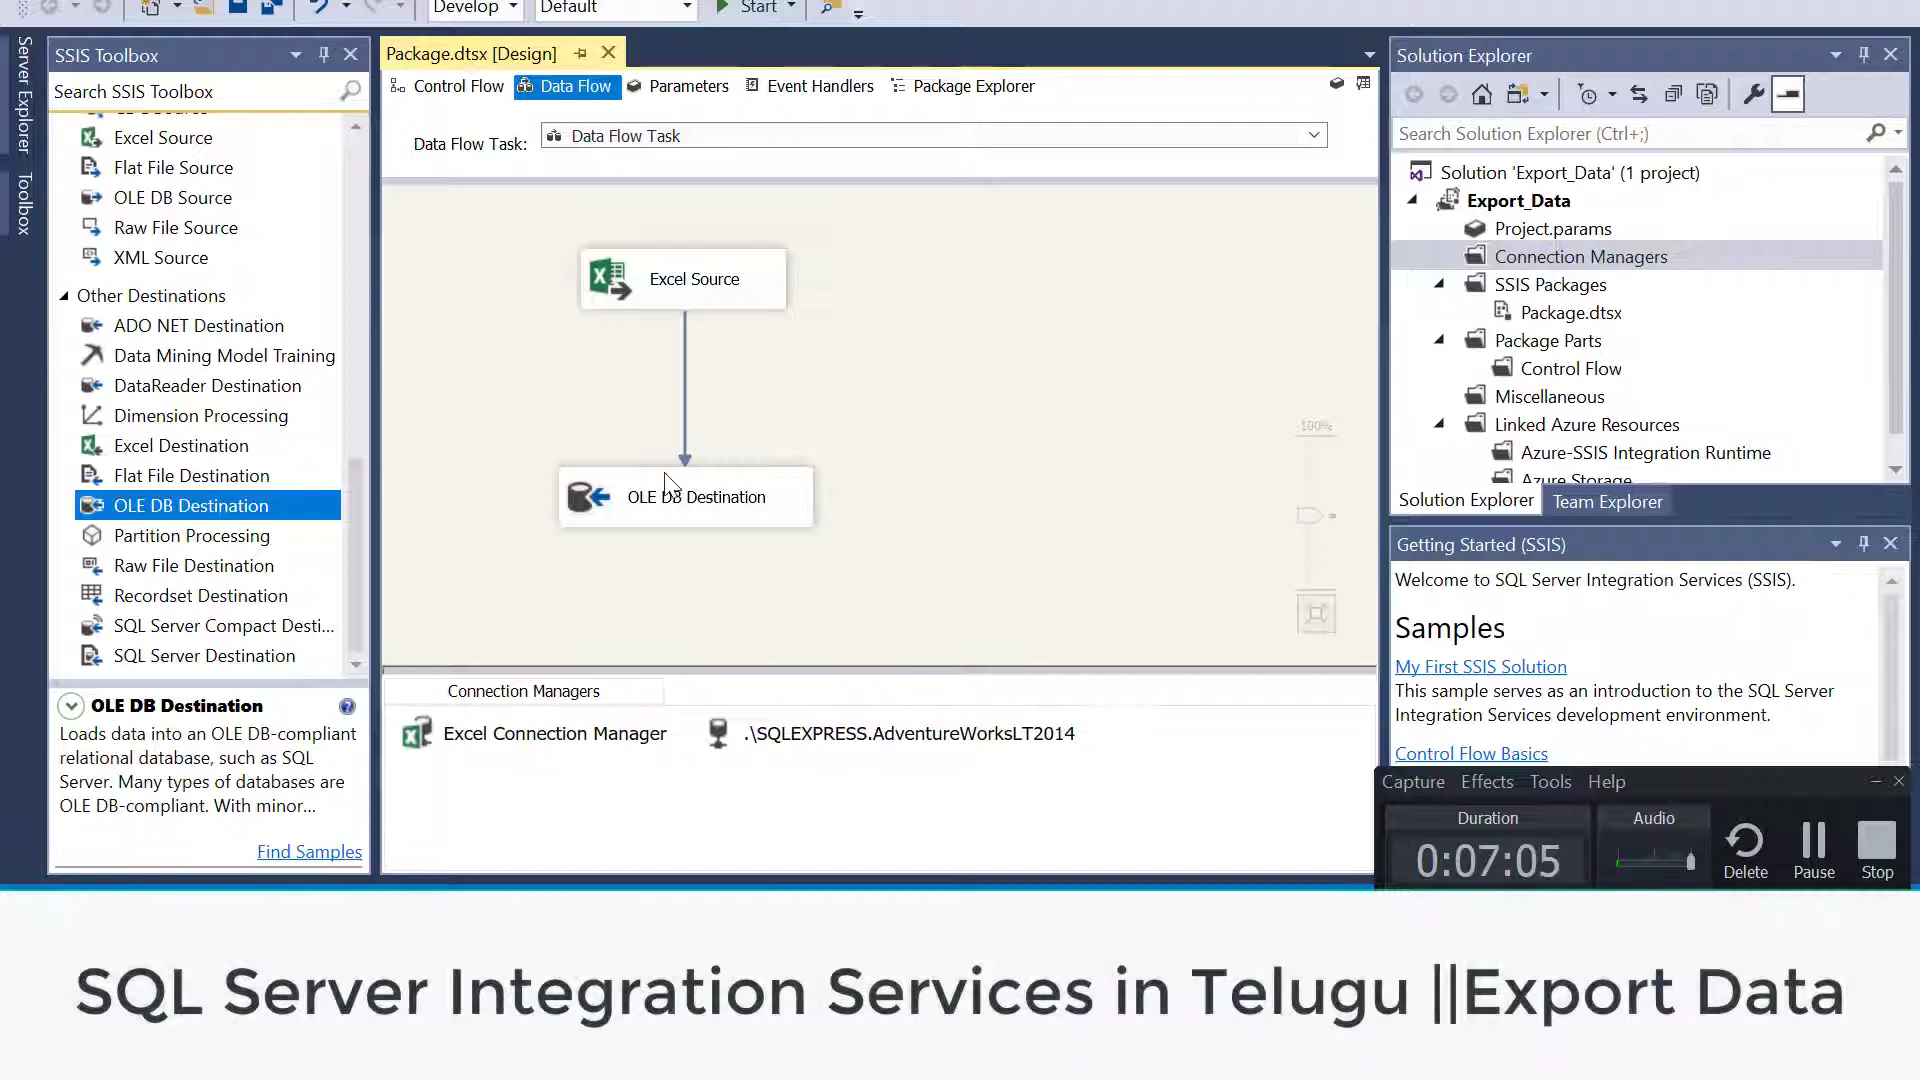 Develop
Default
Start
Server Explorer
Toolbox
SSIS Toolbox
Search SSIS Toolbox
Excel Source
Flat File Source
OLE DB Source
Raw File Source
XML Source
Other Destinations
ADO NET Destination
Data Mining Model Training
DataReader Destination
Dimension Processing
Excel Destination
Flat File Destination
OLE DB Destination
Partition Processing
Raw File Destination
Recordset Destination
SQL Server Compact Desti...
SQL Server Destination
OLE DB Destination
Loads data into an OLE DB-compliant
relational database, such as SQL
Server. Many types of databases are
OLE DB-compliant. With minor...
Find Samples
Package.dtsx [Design]
Control Flow
Data Flow
Parameters
Event Handlers
Package Explorer
Data Flow Task:
Data Flow Task
Excel Source
OLE DB Destination
100%
Connection Managers
Excel Connection Manager
.\SQLEXPRESS.AdventureWorksLT2014
Solution Explorer
Search Solution Explorer (Ctrl+;)
Solution 'Export_Data' (1 project)
Export_Data
Project.params
Connection Managers
SSIS Packages
Package.dtsx
Package Parts
Control Flow
Miscellaneous
Linked Azure Resources
Azure-SSIS Integration Runtime
Azure Storage
Solution Explorer
Team Explorer
Getting Started (SSIS)
Welcome to SQL Server Integration Services (SSIS).
Samples
My First SSIS Solution
This sample serves as an introduction to the SQL Server
Integration Services development environment.
Control Flow Basics
Capture Effects Tools Help
Duration
Audio
0:07:05
Delete
Pause
Stop
SQL Server Integration Services in Telugu ||Export Data